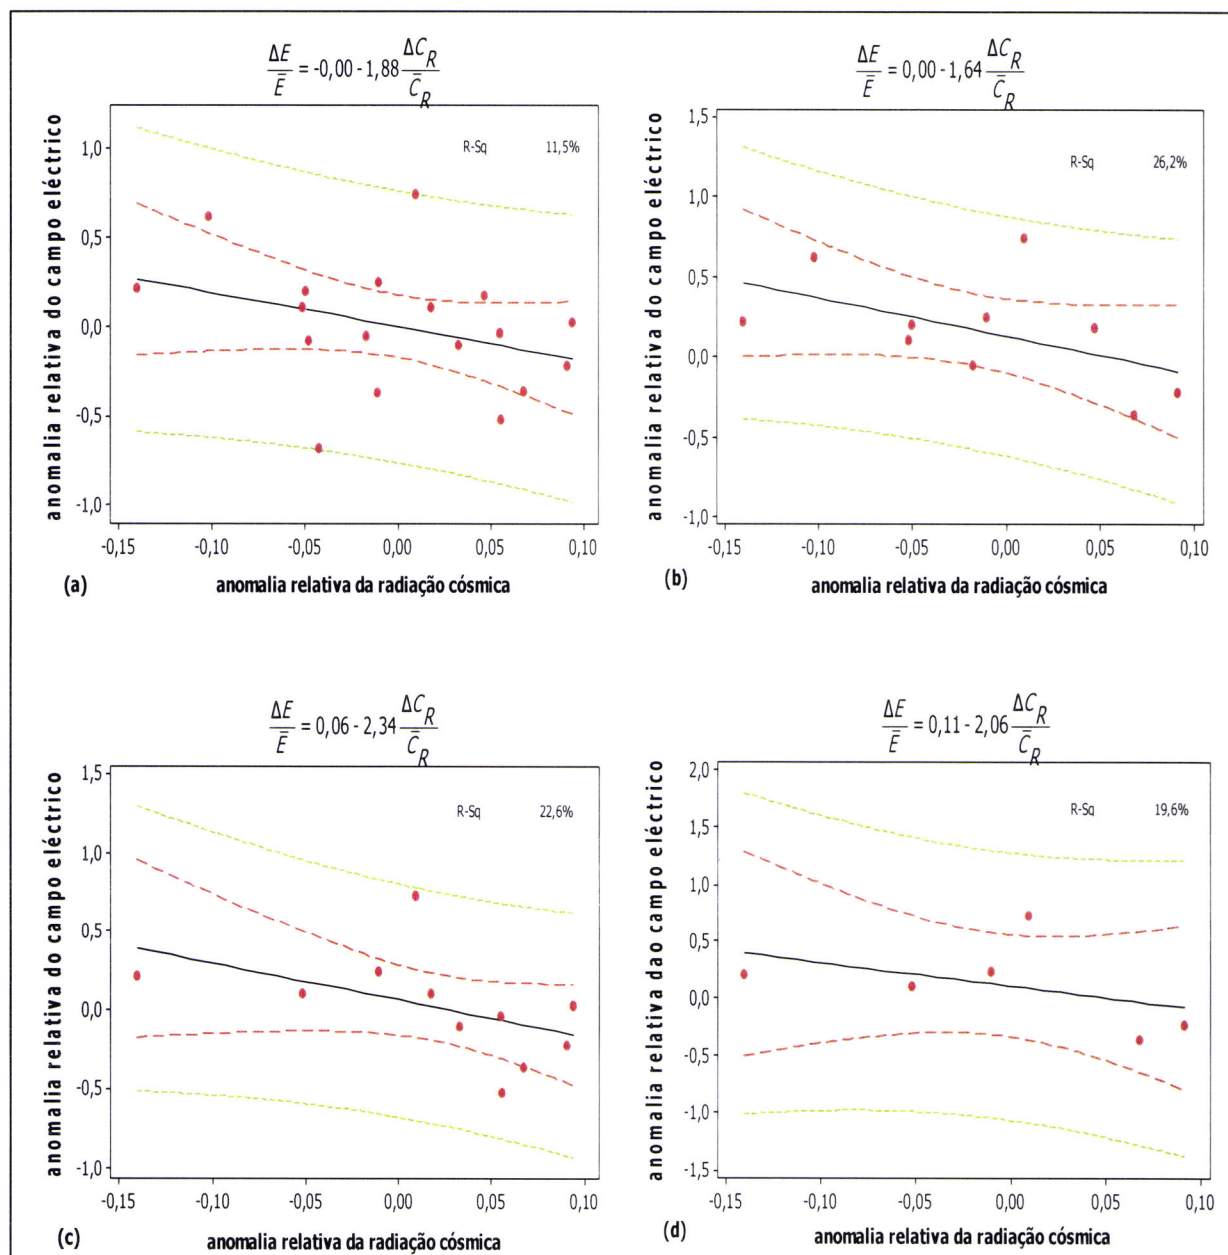 ΔE/Ē = -0,00 - 1,88 ΔC_R/C̄_R
anomalia relativa do campo eléctrico
R-Sq 11,5%
1,0
0,5
0,0
-0,5
-1,0
-0,15 -0,10 -0,05 0,00 0,05 0,10
(a) anomalia relativa da radiação cósmica
ΔE/Ē = 0,00 - 1,64 ΔC_R/C̄_R
anomalia relativa do campo eléctrico
R-Sq 26,2%
1,5
1,0
0,5
0,0
-0,5
-1,0
-0,15 -0,10 -0,05 0,00 0,05 0,10
(b) anomalia relativa da radiação cósmica
ΔE/Ē = 0,06 - 2,34 ΔC_R/C̄_R
anomalia relativa do campo eléctrico
R-Sq 22,6%
1,5
1,0
0,5
0,0
-0,5
-1,0
-0,15 -0,10 -0,05 0,00 0,05 0,10
(c) anomalia relativa da radiação cósmica
ΔE/Ē = 0,11 - 2,06 ΔC_R/C̄_R
anomalia relativa dao campo eléctrico
R-Sq 19,6%
2,0
1,5
1,0
0,5
0,0
-0,5
-1,0
-1,5
-0,15 -0,10 -0,05 0,00 0,05 0,10
(d) anomalia relativa da radiação cósmica